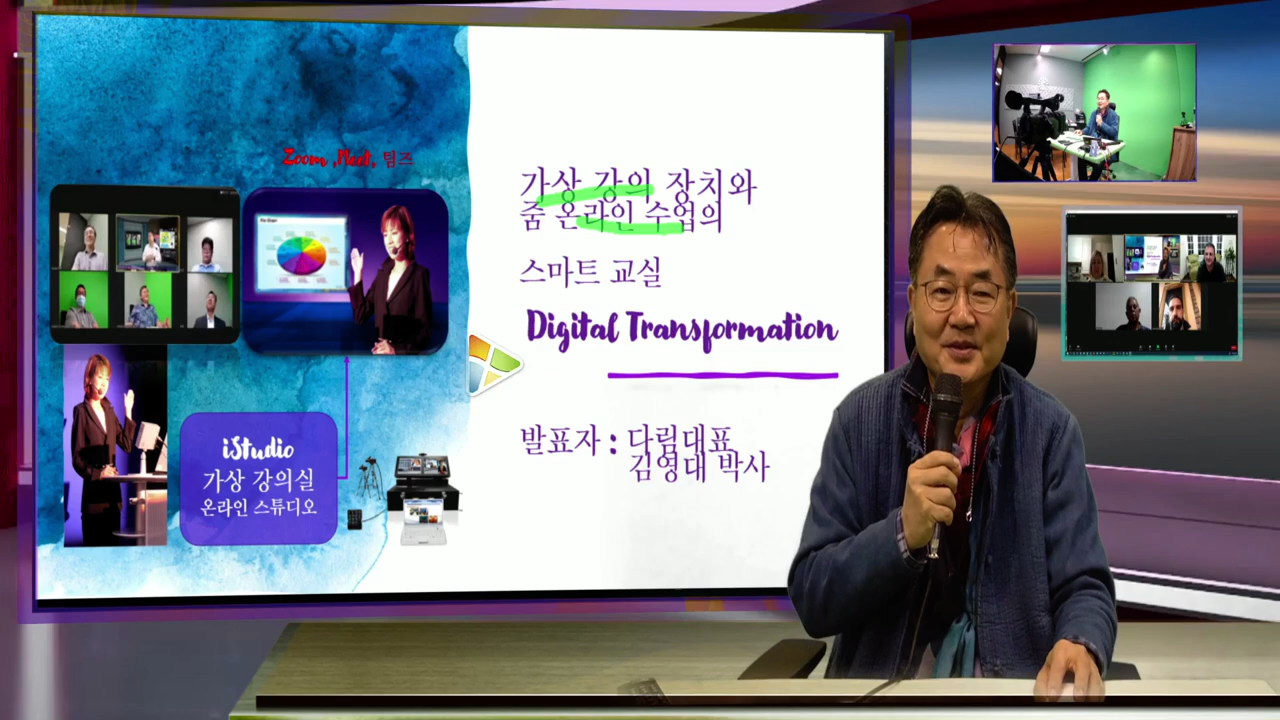 Zoom ,Meet, 팀즈
iStudio
가상 강의실
온라인 스튜디오
가상 강의 장치와
줌 온라인 수업의
스마트 교실
Digital Transformation
발표자 : 다림대표
김영대 박사